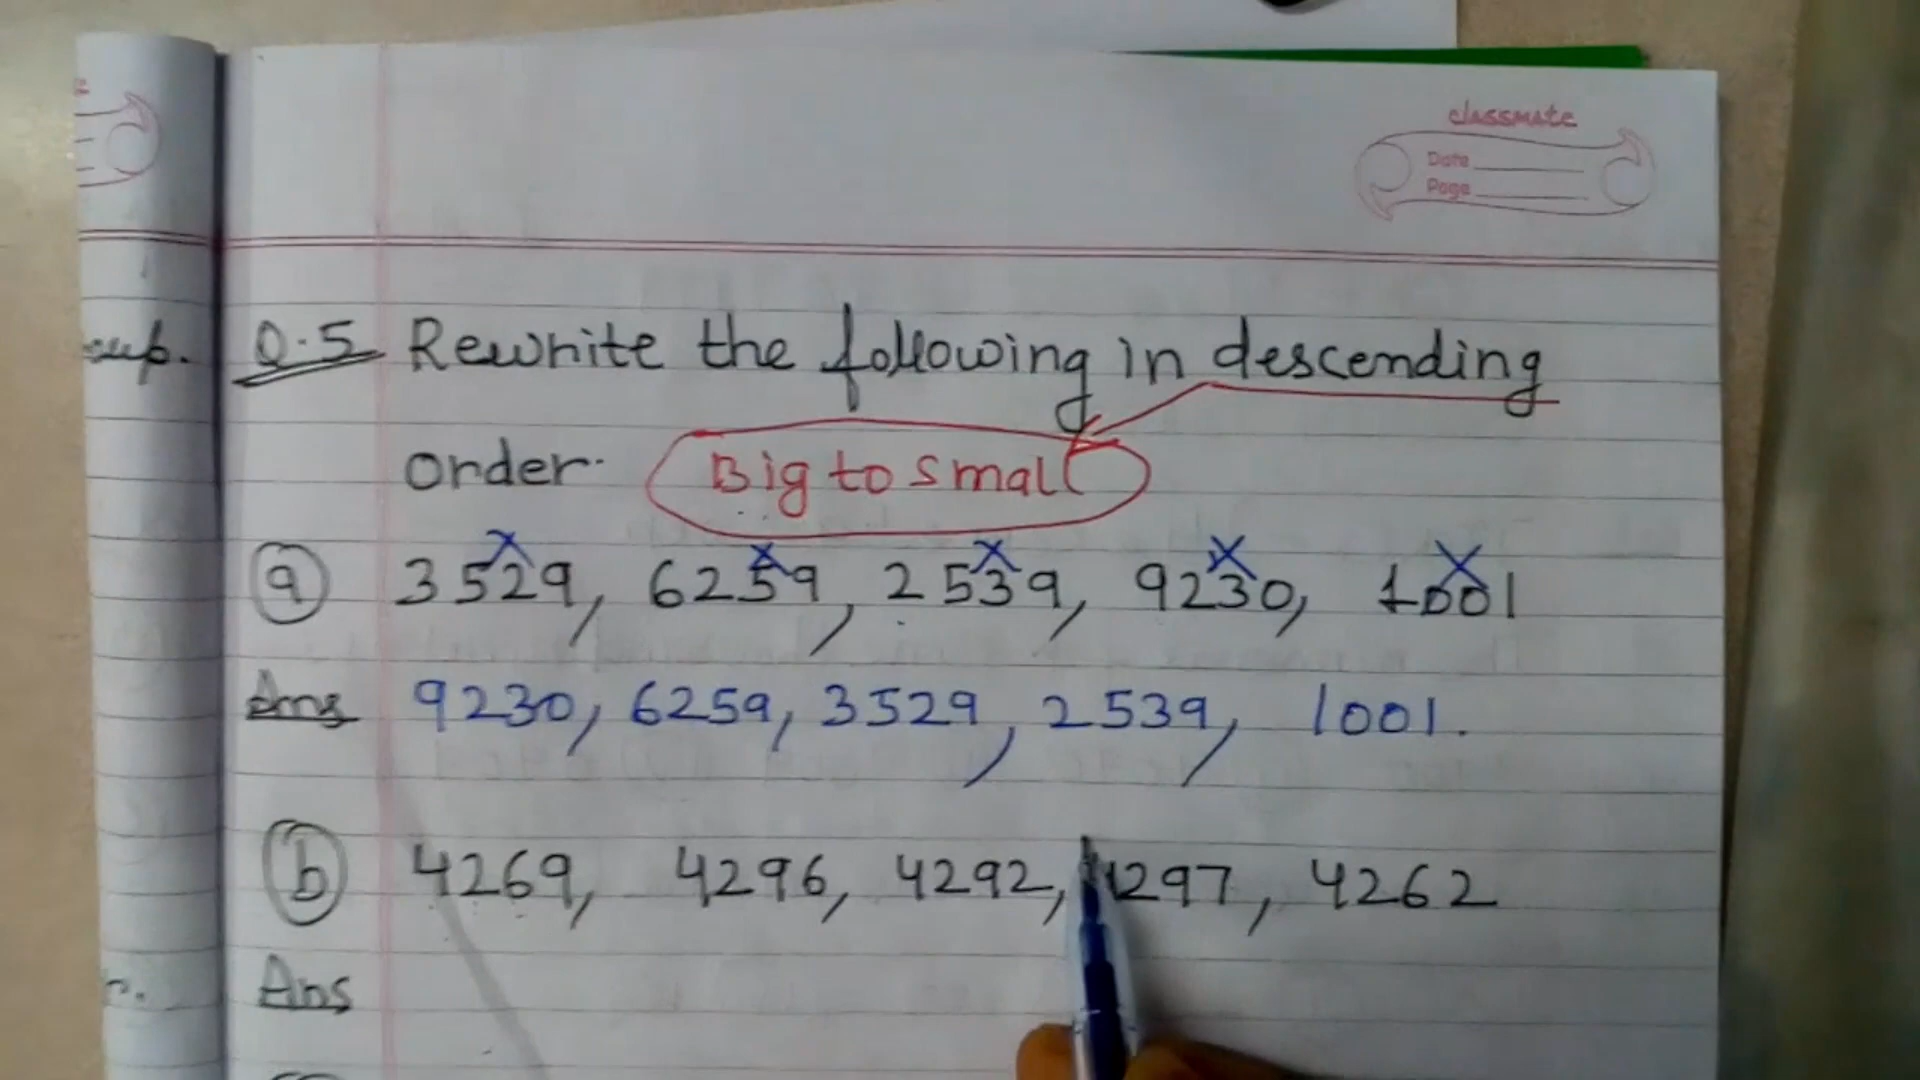 classmate
Date
Page
Q.5 Rewrite the following in descending
order. Big to small
(a) 3529, 6259, 2539, 9230, 1001
Ans 9230, 6259, 3529, 2539, 1001.
(b) 4269, 4296, 4292, 4297, 4262
Ans